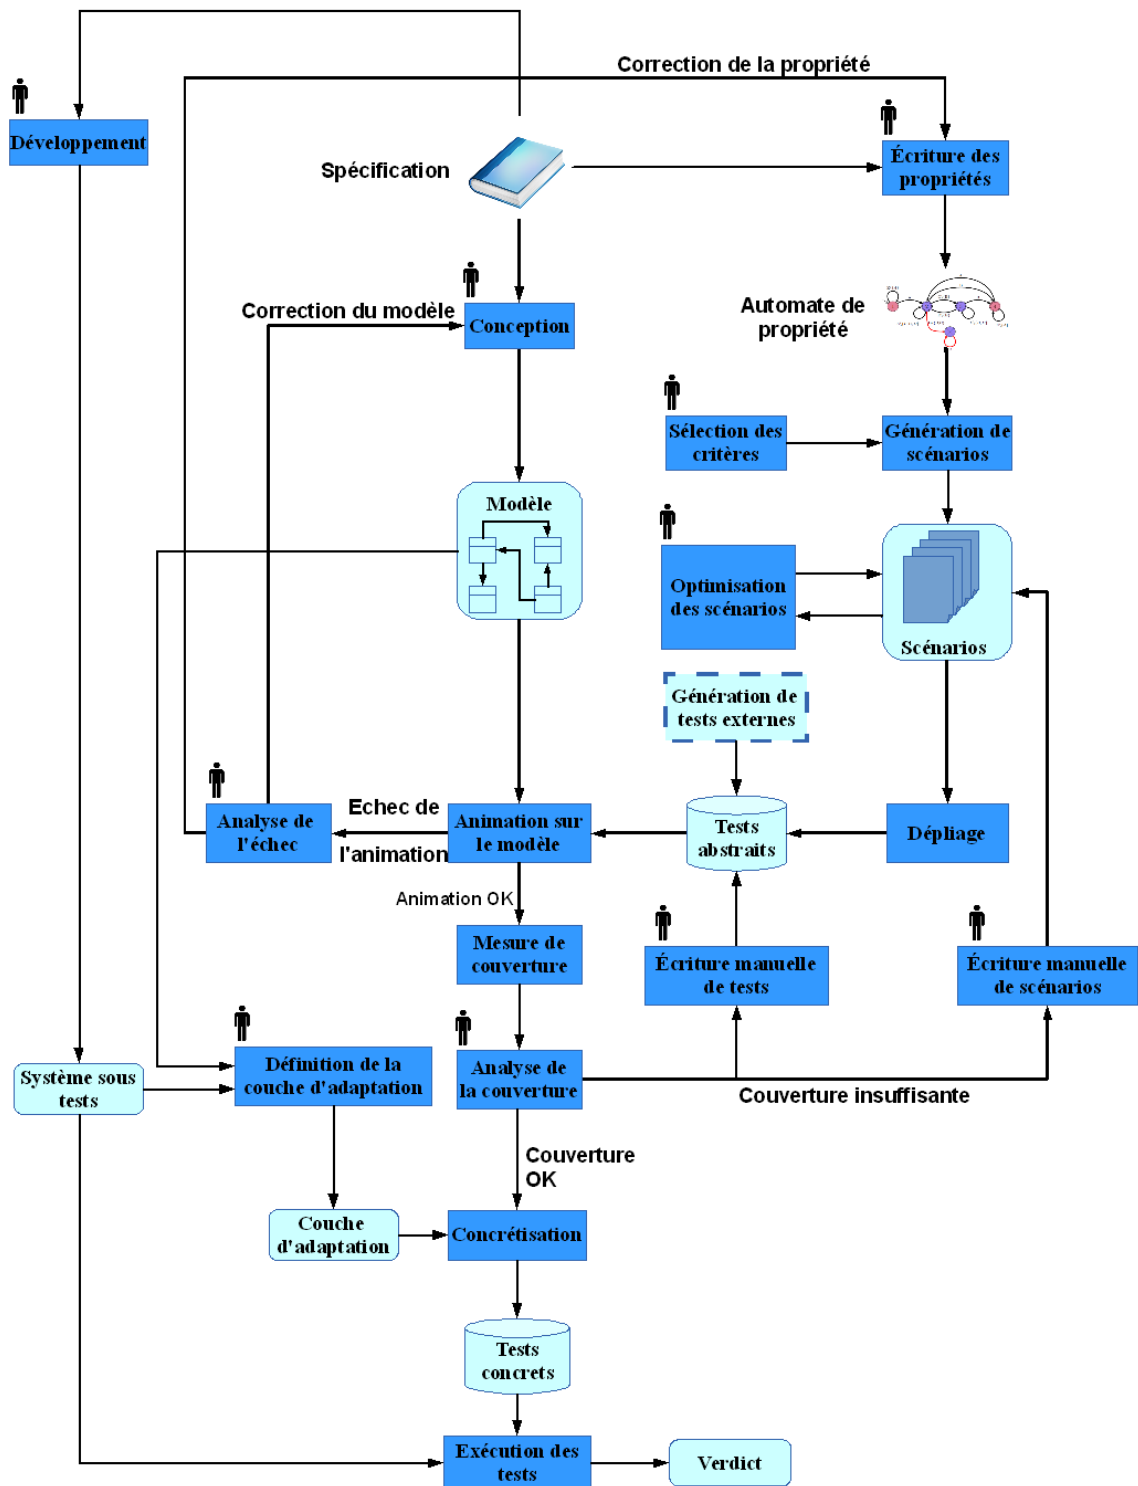 Correction de la propriété
Développement
Spécification
Écriture des
propriétés
Correction du modèle
Conception
Automate de
propriété
Sélection des
critères
Génération de
scénarios
Modèle
Optimisation
des scénarios
Scénarios
Génération de
tests externes
Analyse de
l'échec
Echec de
l'animation
Animation sur
le modèle
Tests
abstraits
Dépliage
Animation OK
Mesure de
couverture
Écriture manuelle
de tests
Écriture manuelle
de scénarios
Système sous
tests
Définition de la
couche d'adaptation
Analyse de
la couverture
Couverture insuffisante
Couverture
OK
Couche
d'adaptation
Concrétisation
Tests
concrets
Exécution des
tests
Verdict